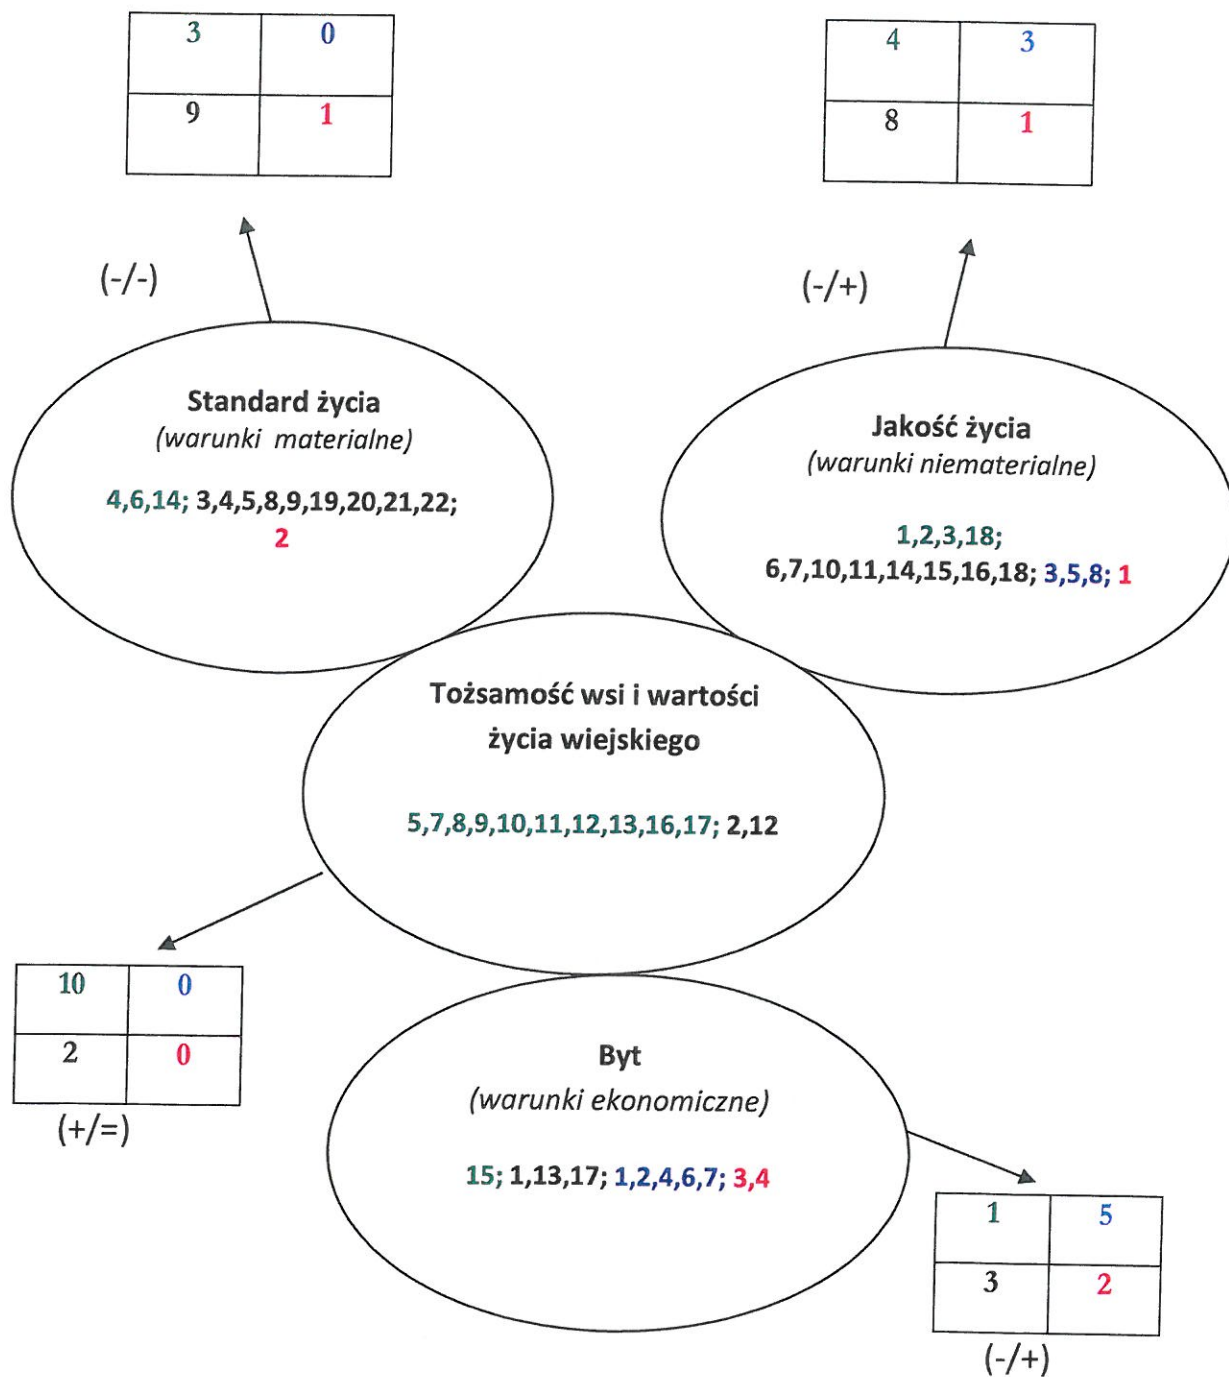 3 0
9 1
4 3
8 1
(-/-)
(-/+)
Standard życia
(warunki materialne)
4,6,14; 3,4,5,8,9,19,20,21,22;
2
Jakość życia
(warunki niematerialne)
1,2,3,18;
6,7,10,11,14,15,16,18; 3,5,8; 1
Tożsamość wsi i wartości
życia wiejskiego
5,7,8,9,10,11,12,13,16,17; 2,12
10 0
2 0
(+/=)
Byt
(warunki ekonomiczne)
15; 1,13,17; 1,2,4,6,7; 3,4
1 5
3 2
(-/+)